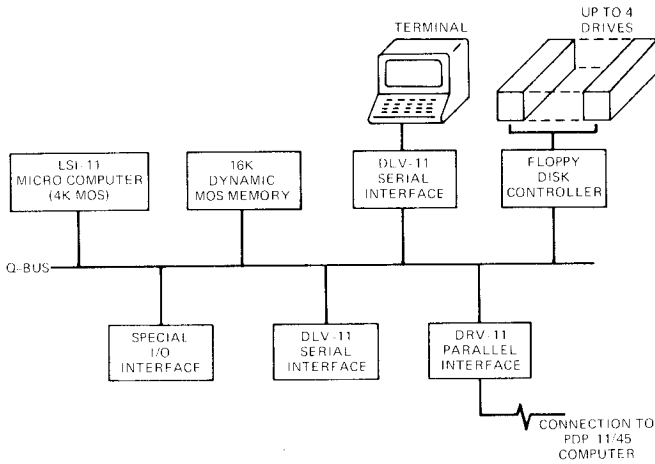 TERMINAL
UP TO 4
DRIVES
LSI-11
MICRO COMPUTER
(4K MOS)
16K
DYNAMIC
MOS MEMORY
DLV-11
SERIAL
INTERFACE
FLOPPY
DISK
CONTROLLER
Q-BUS
SPECIAL
I/O
INTERFACE
DLV-11
SERIAL
INTERFACE
DRV-11
PARALLEL
INTERFACE
CONNECTION TO
PDP 11/45
COMPUTER